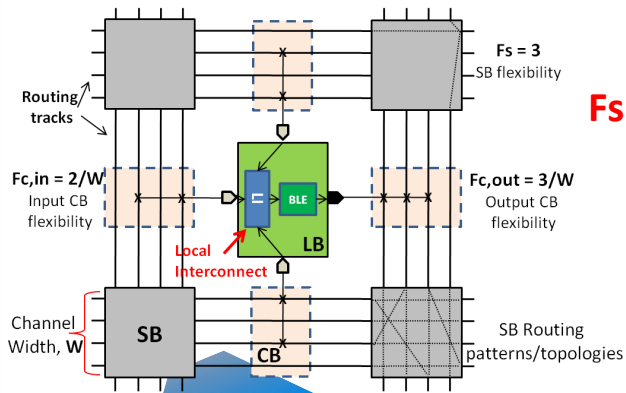 Fs = 3
SB flexibility
Fs
Routing
tracks
X
X
Fc,in = 2/W
Input CB
flexibility
X
X
LI
BLE
LB
X X X
Fc,out = 3/W
Output CB
flexibility
Local
Interconnect
Channel
Width, W
SB
X
X
CB
SB Routing
patterns/topologies